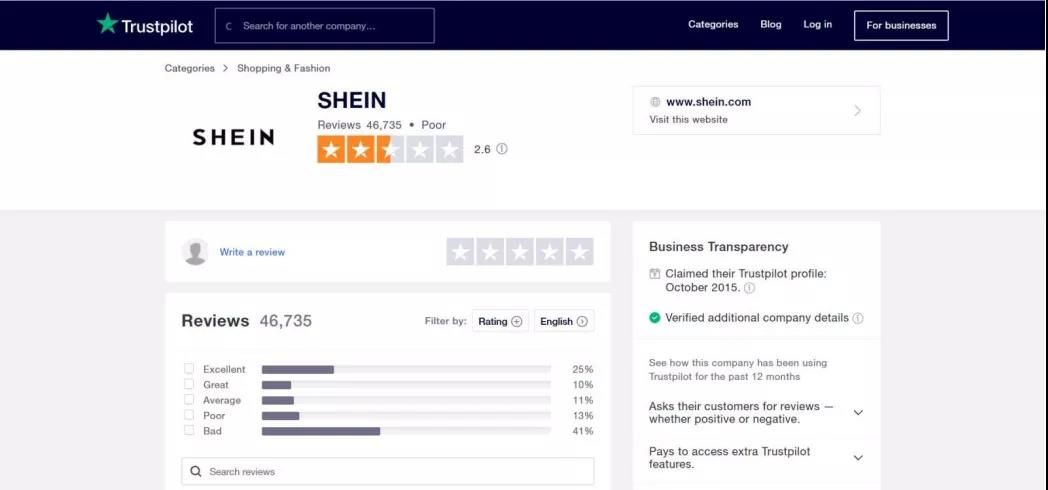 Trustpilot
Search for another company...
Categories
Blog
Log in
For businesses
Categories > Shopping & Fashion
SHEIN
SHEIN
Reviews 46,735 • Poor
2.6
www.shein.com
Visit this website
Write a review
Reviews 46,735
Filter by:
Rating
English
Excellent 25%
Great 10%
Average 11%
Poor 13%
Bad 41%
Search reviews
Business Transparency
Claimed their Trustpilot profile:
October 2015.
Verified additional company details
See how this company has been using
Trustpilot for the past 12 months
Asks their customers for reviews —
whether positive or negative.
Pays to access extra Trustpilot
features.